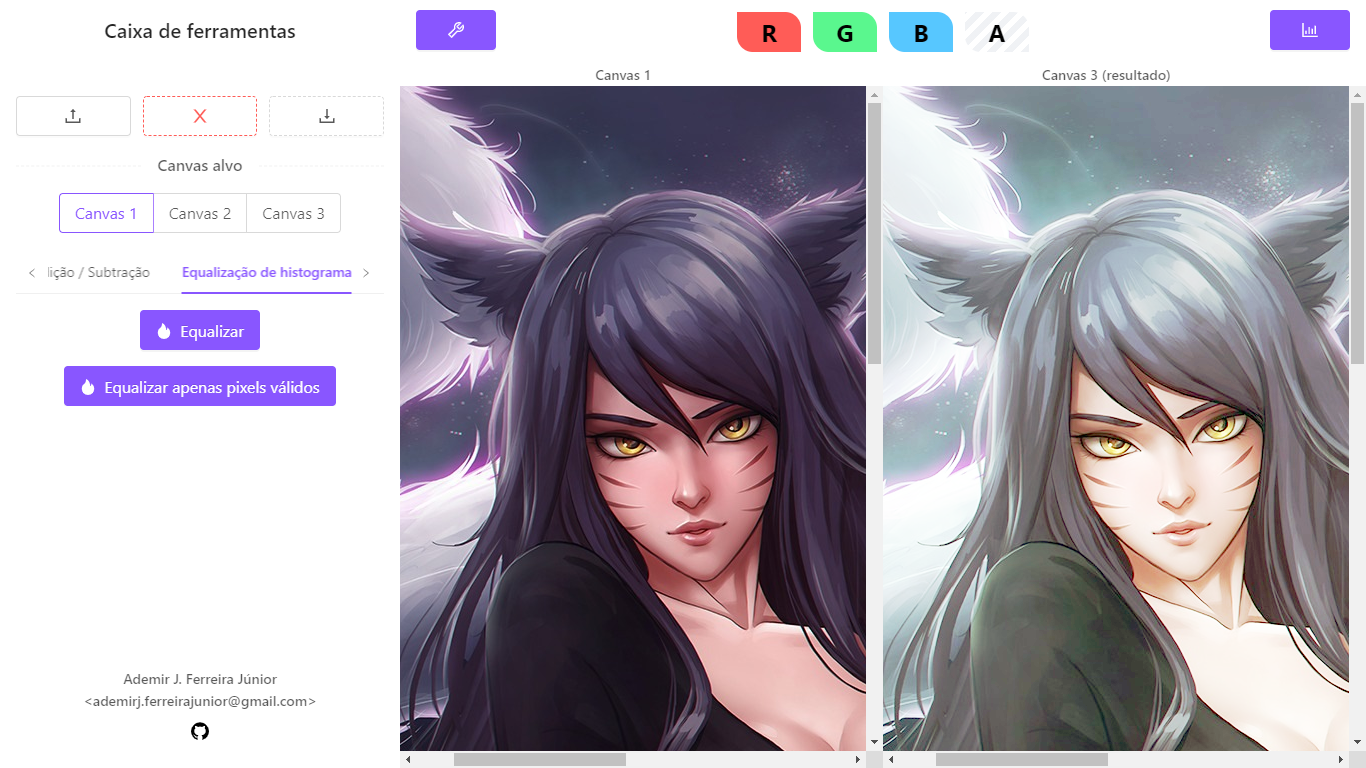 Caixa de ferramentas
R G B A
Canvas 1
Canvas 3 (resultado)
Canvas alvo
Canvas 1 Canvas 2 Canvas 3
ição / Subtração Equalização de histograma
Equalizar
Equalizar apenas pixels válidos
Ademir J. Ferreira Júnior
<ademirj.ferreirajunior@gmail.com>